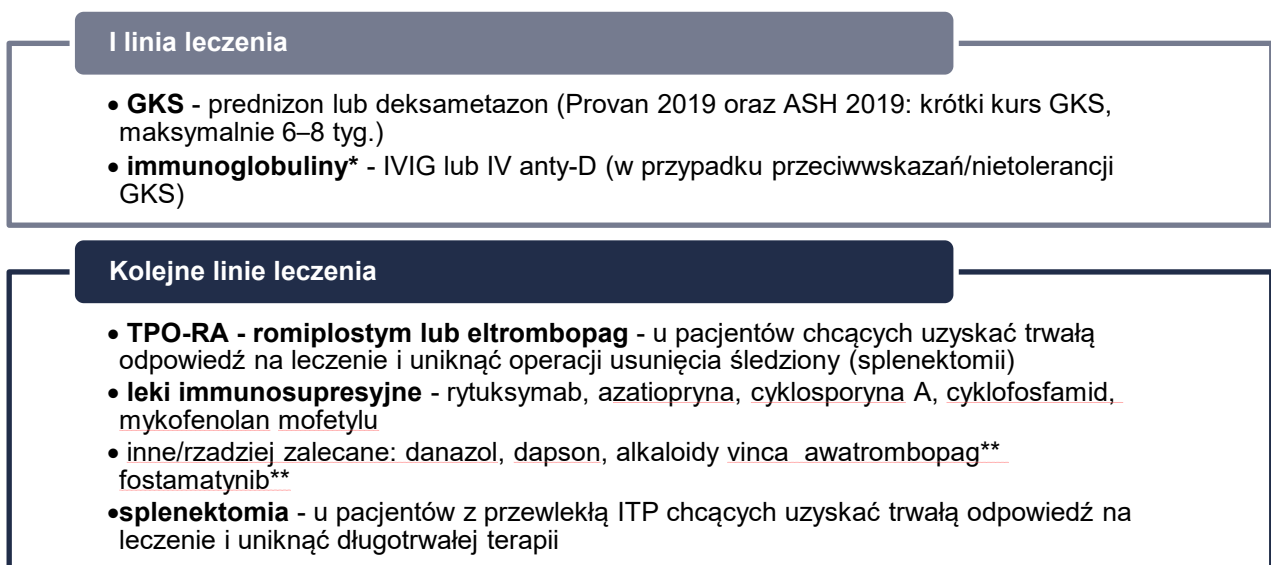 I linia leczenia
• GKS - prednizon lub deksametazon (Provan 2019 oraz ASH 2019: krótki kurs GKS,
maksymalnie 6–8 tyg.)
• immunoglobuliny* - IVIG lub IV anty-D (w przypadku przeciwwskazań/nietolerancji
GKS)
Kolejne linie leczenia
• TPO-RA - romiplostym lub eltrombopag - u pacjentów chcących uzyskać trwałą
odpowiedź na leczenie i uniknąć operacji usunięcia śledziony (splenektomii)
• leki immunosupresyjne - rytuksymab, azatiopryna, cyklosporyna A, cyklofosfamid,
mykofenolan mofetylu
• inne/rzadziej zalecane: danazol, dapson, alkaloidy vinca awatrombopag**
fostamatynib**
•splenektomia - u pacjentów z przewlekłą ITP chcących uzyskać trwałą odpowiedź na
leczenie i uniknąć długotrwałej terapii